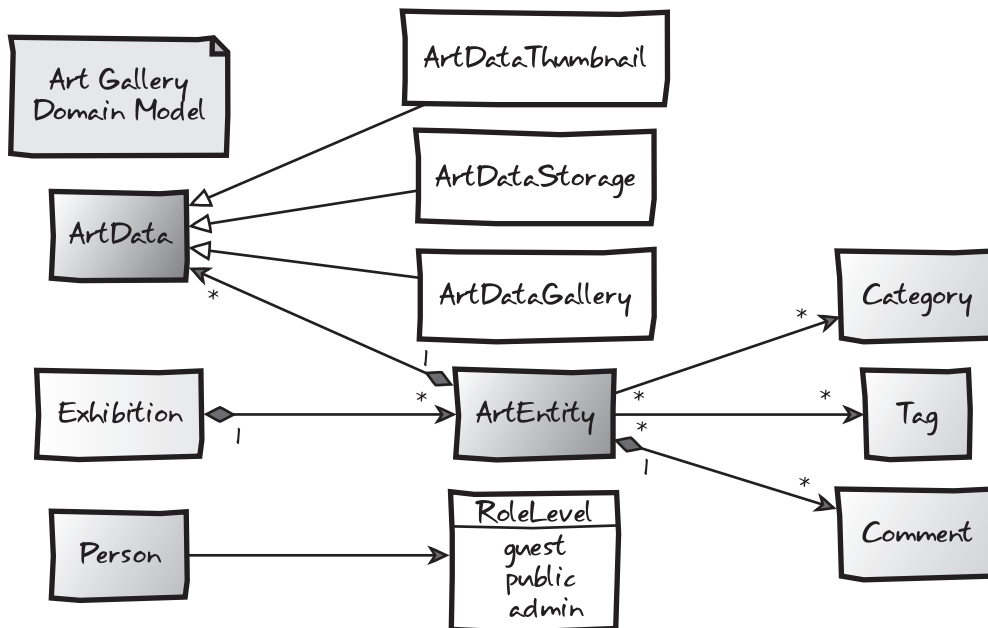 Art Gallery
Domain Model
ArtDataThumbnail
ArtDataStorage
ArtData
ArtDataGallery
*
1
Category
*
Exhibition
1
*
ArtEntity
*
*
Tag
*
1
*
Comment
Person
RoleLevel
guest
public
admin